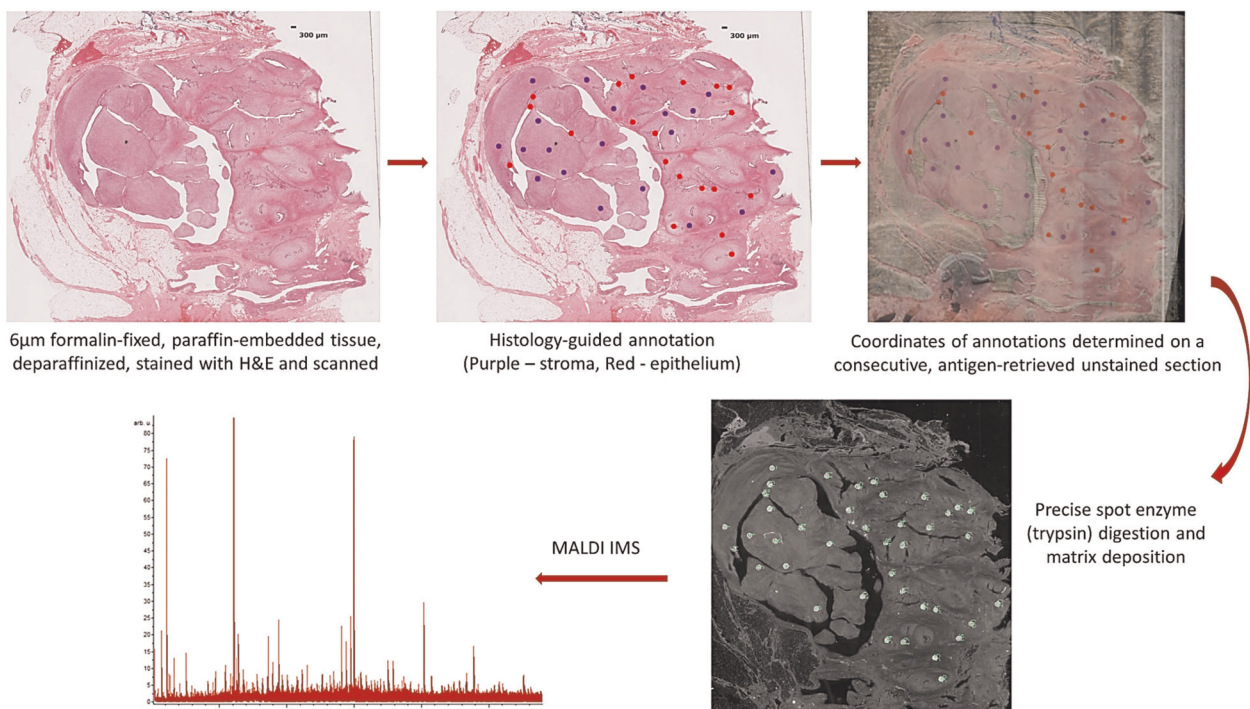 300 µm
300 µm
6µm formalin-fixed, paraffin-embedded tissue,
deparaffinized, stained with H&E and scanned
Histology-guided annotation
(Purple – stroma, Red - epithelium)
Coordinates of annotations determined on a
consecutive, antigen-retrieved unstained section
Precise spot enzyme
(trypsin) digestion and
matrix deposition
MALDI IMS
arb. u.
80
75
70
65
60
55
50
45
40
35
30
25
20
15
10
5
0